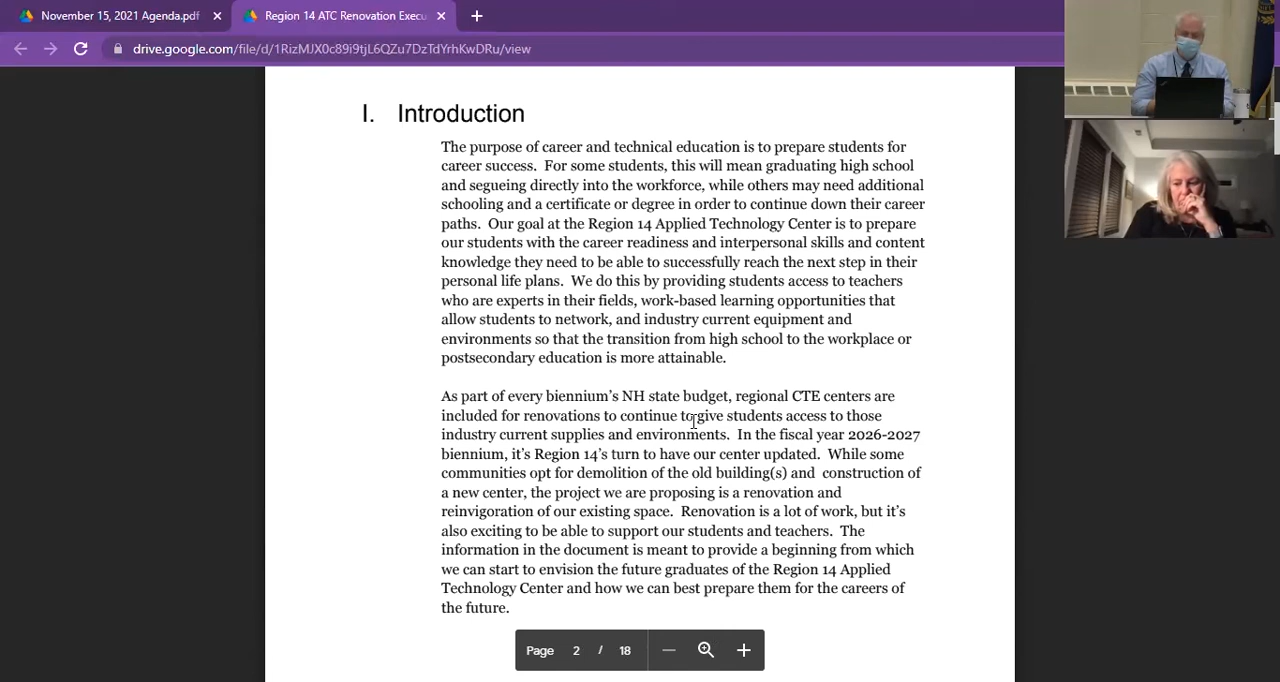 November 15, 2021 Agenda.pdf
Region 14 ATC Renovation Execu
drive.google.com/file/d/1RizMJX0c89i9tjL6QZu7DzTdYrhKwDRu/view
I. Introduction
The purpose of career and technical education is to prepare students for
career success. For some students, this will mean graduating high school
and segueing directly into the workforce, while others may need additional
schooling and a certificate or degree in order to continue down their career
paths. Our goal at the Region 14 Applied Technology Center is to prepare
our students with the career readiness and interpersonal skills and content
knowledge they need to be able to successfully reach the next step in their
personal life plans. We do this by providing students access to teachers
who are experts in their fields, work-based learning opportunities that
allow students to network, and industry current equipment and
environments so that the transition from high school to the workplace or
postsecondary education is more attainable.
As part of every biennium's NH state budget, regional CTE centers are
included for renovations to continue to give students access to those
industry current supplies and environments. In the fiscal year 2026-2027
biennium, it's Region 14's turn to have our center updated. While some
communities opt for demolition of the old building(s) and construction of
a new center, the project we are proposing is a renovation and
reinvigoration of our existing space. Renovation is a lot of work, but it's
also exciting to be able to support our students and teachers. The
information in the document is meant to provide a beginning from which
we can start to envision the future graduates of the Region 14 Applied
Technology Center and how we can best prepare them for the careers of
the future.
Page 2 / 18